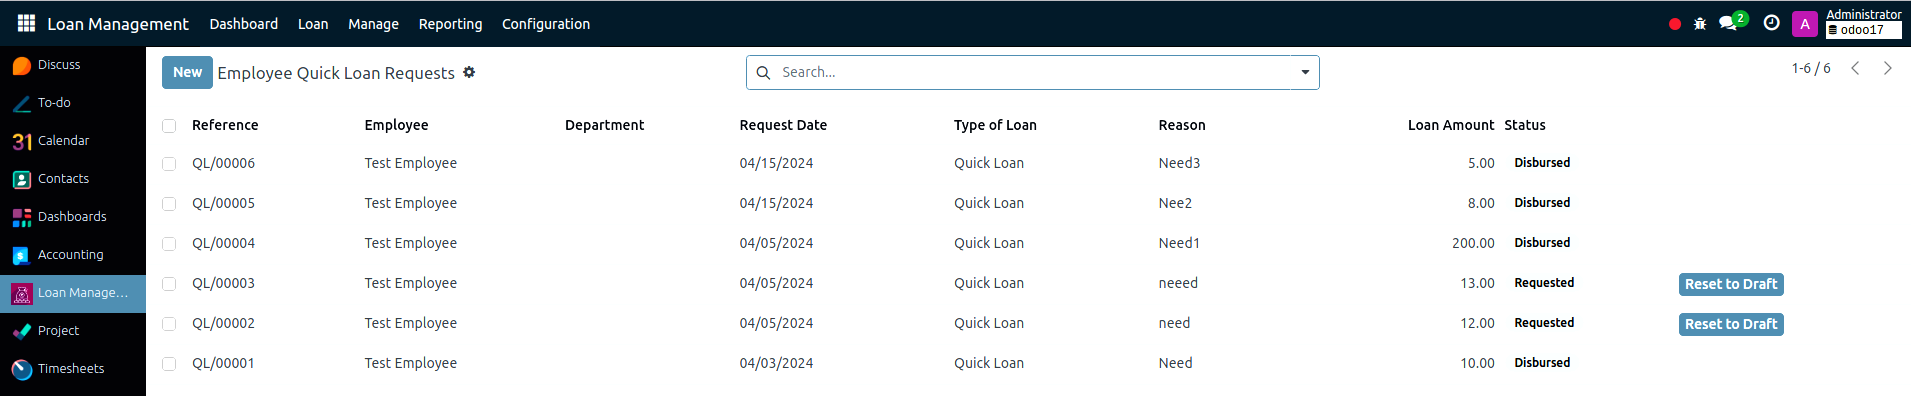 Loan Management Dashboard Loan Manage Reporting Configuration 2 A Administrator
odoo17
Discuss
To-do
31 Calendar
Contacts
Dashboards
$ Accounting
Loan Manage...
Project
Timesheets
New Employee Quick Loan Requests Search... 1-6 / 6
Reference Employee Department Request Date Type of Loan Reason Loan Amount Status
QL/00006 Test Employee 04/15/2024 Quick Loan Need3 5.00 Disbursed
QL/00005 Test Employee 04/15/2024 Quick Loan Nee2 8.00 Disbursed
QL/00004 Test Employee 04/05/2024 Quick Loan Need1 200.00 Disbursed
QL/00003 Test Employee 04/05/2024 Quick Loan neeed 13.00 Requested Reset to Draft
QL/00002 Test Employee 04/05/2024 Quick Loan need 12.00 Requested Reset to Draft
QL/00001 Test Employee 04/03/2024 Quick Loan Need 10.00 Disbursed